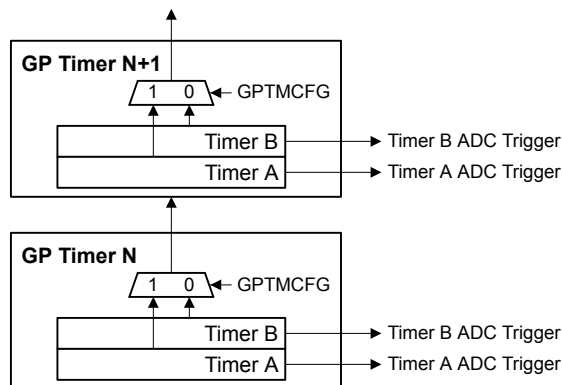 GP Timer N+1
1 0
GPTMCFG
Timer B
Timer B ADC Trigger
Timer A
Timer A ADC Trigger
GP Timer N
1 0
GPTMCFG
Timer B
Timer B ADC Trigger
Timer A
Timer A ADC Trigger